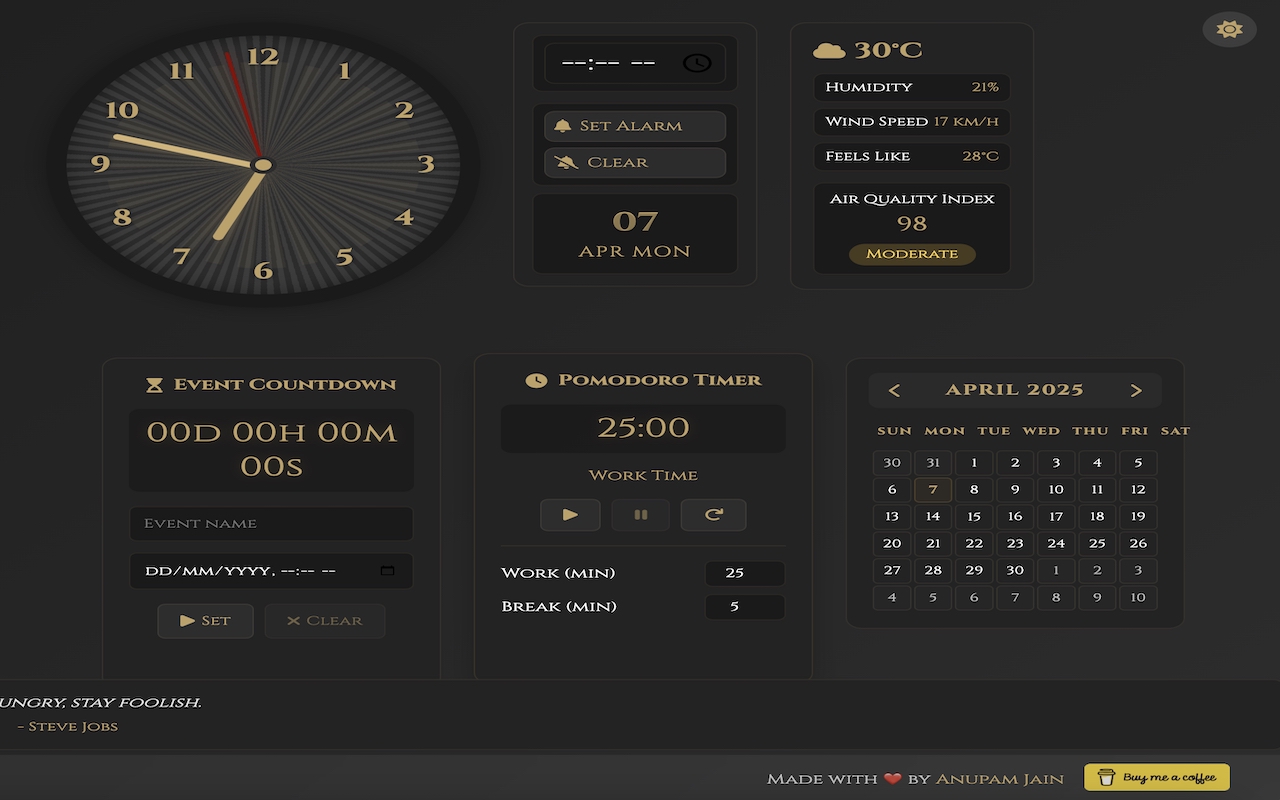 12
1
2
3
4
5
6
7
8
9
10
11
--:-- --
Set Alarm
Clear
07
APR MON
30°C
Humidity 21%
Wind Speed 17 km/h
Feels Like 28°C
Air Quality Index
98
Moderate
Event Countdown
00d 00h 00m
00s
Event name
dd/mm/yyyy, --:-- --
Set
Clear
Pomodoro Timer
25:00
Work Time
Work (min) 25
Break (min) 5
April 2025
Sun Mon Tue Wed Thu Fri Sat
30 31 1 2 3 4 5
6 7 8 9 10 11 12
13 14 15 16 17 18 19
20 21 22 23 24 25 26
27 28 29 30 1 2 3
4 5 6 7 8 9 10
ungry, stay foolish.
– Steve Jobs
Made with ❤️ by Anupam Jain
Buy me a coffee